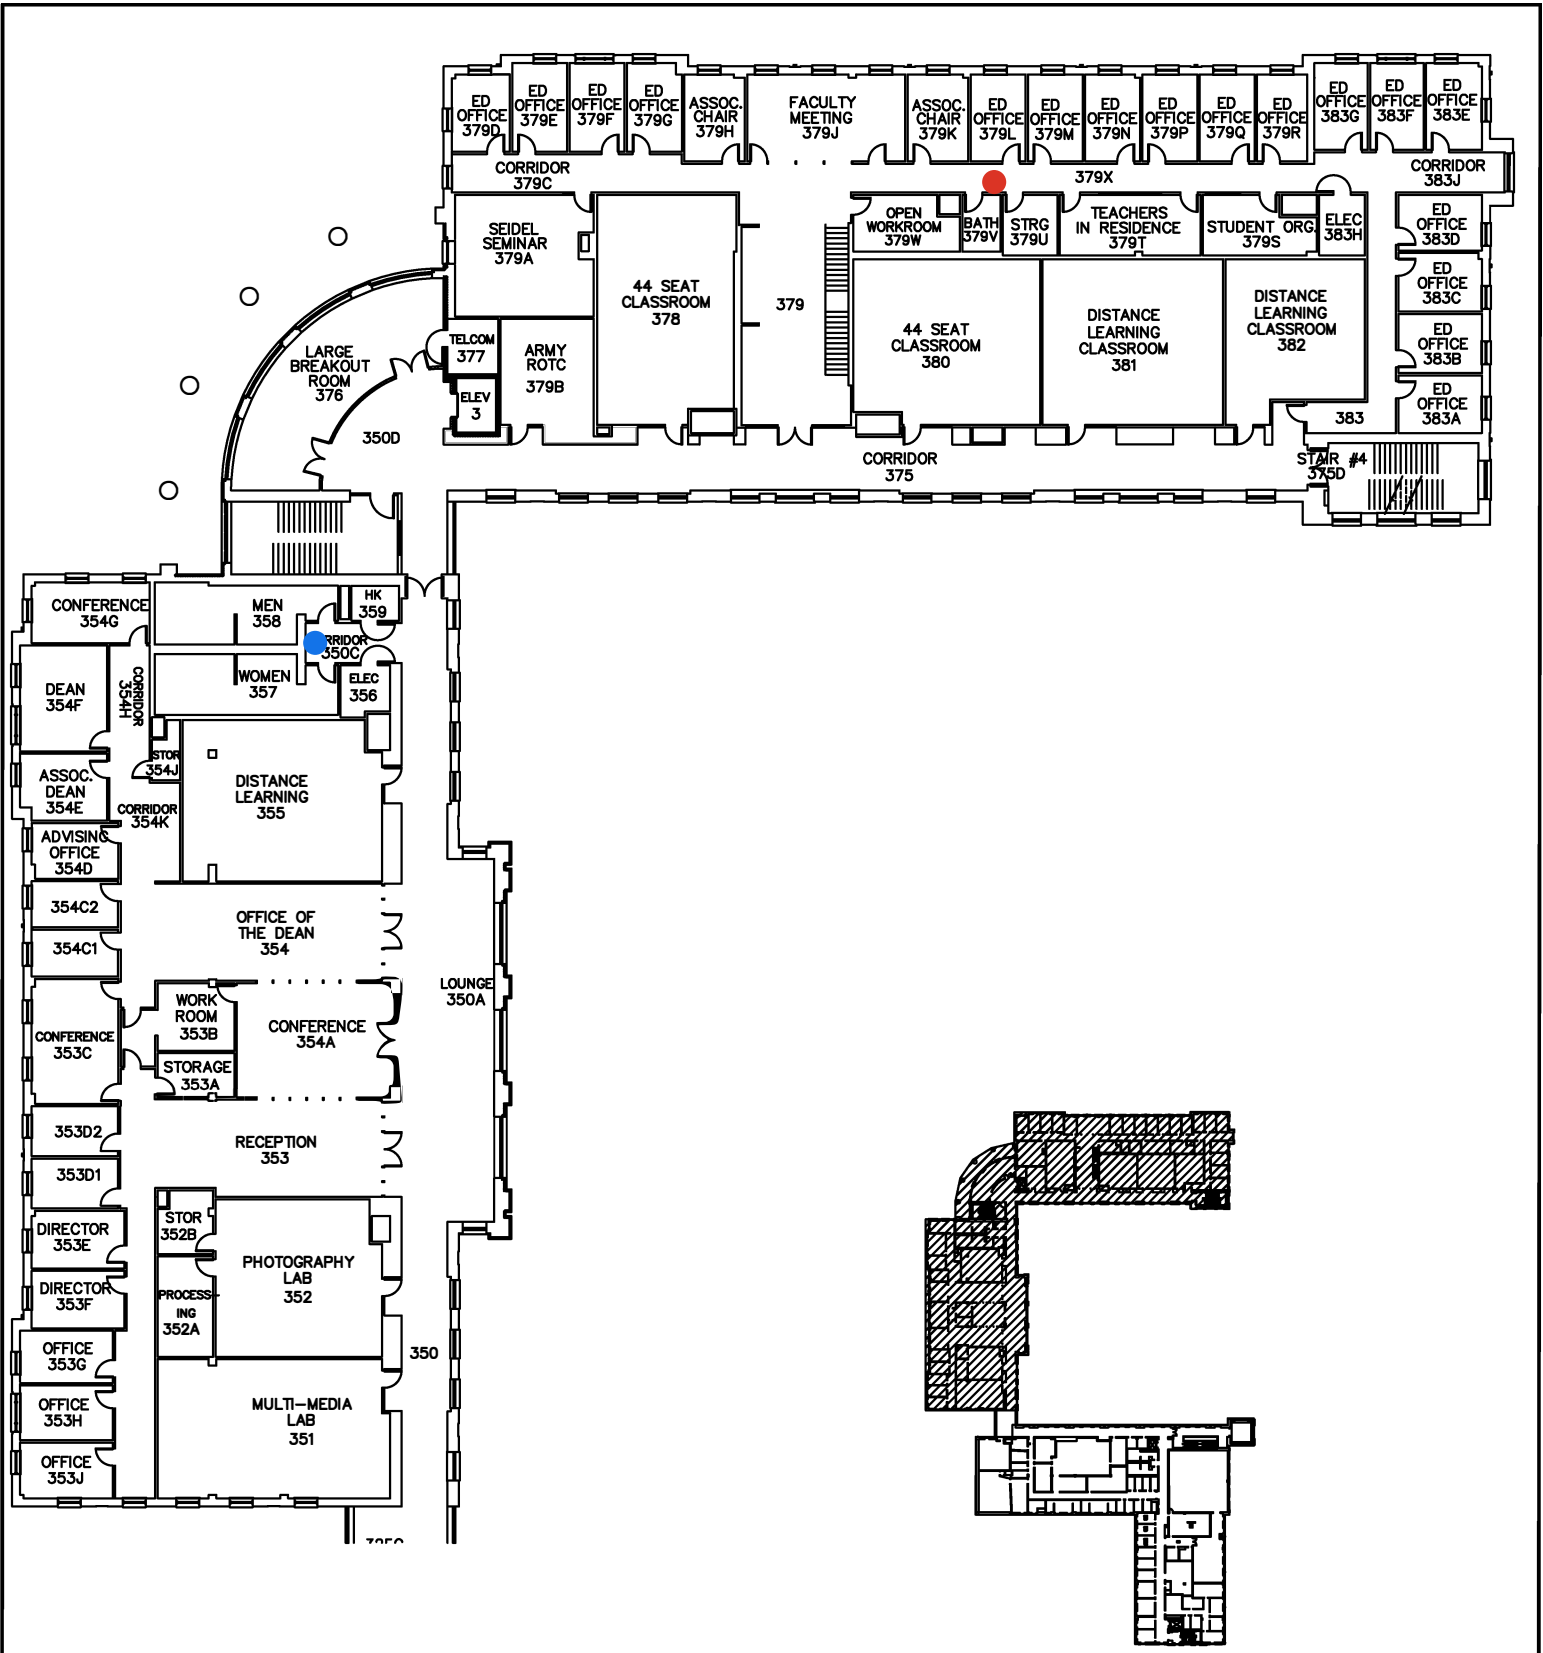 ED
OFFICE
379D
ED
OFFICE
379E
ED
OFFICE
379F
ED
OFFICE
379G
ASSOC.
CHAIR
379H
FACULTY
MEETING
379J
ASSOC.
CHAIR
379K
ED
OFFICE
379L
ED
OFFICE
379M
ED
OFFICE
379N
ED
OFFICE
379P
ED
OFFICE
379Q
ED
OFFICE
379R
ED
OFFICE
383G
ED
OFFICE
383F
ED
OFFICE
383E
CORRIDOR
379C
379X
CORRIDOR
383J
SEIDEL
SEMINAR
379A
OPEN
WORKROOM
379W
BATH
379V
STRG
379U
TEACHERS
IN RESIDENCE
379T
STUDENT ORG.
379S
ELEC
383H
ED
OFFICE
383D
ED
OFFICE
383C
ED
OFFICE
383B
ED
OFFICE
383A
44 SEAT
CLASSROOM
378
379
44 SEAT
CLASSROOM
380
DISTANCE
LEARNING
CLASSROOM
381
DISTANCE
LEARNING
CLASSROOM
382
383
TELCOM
377
ARMY
ROTC
379B
ELEV
3
LARGE
BREAKOUT
ROOM
376
350D
CORRIDOR
375
STAIR #4
375D
CONFERENCE
354G
MEN
358
HK
359
RRIDOR
350C
WOMEN
357
ELEC
356
DEAN
354F
CORRIDOR
354H
STOR
354J
ASSOC.
DEAN
354E
CORRIDOR
354K
DISTANCE
LEARNING
355
ADVISING
OFFICE
354D
354C2
354C1
OFFICE OF
THE DEAN
354
LOUNGE
350A
WORK
ROOM
353B
CONFERENCE
354A
CONFERENCE
353C
STORAGE
353A
353D2
RECEPTION
353
353D1
STOR
352B
DIRECTOR
353E
PHOTOGRAPHY
LAB
352
DIRECTOR
353F
PROCESS-
ING
352A
OFFICE
353G
350
OFFICE
353H
MULTI-MEDIA
LAB
351
OFFICE
353J